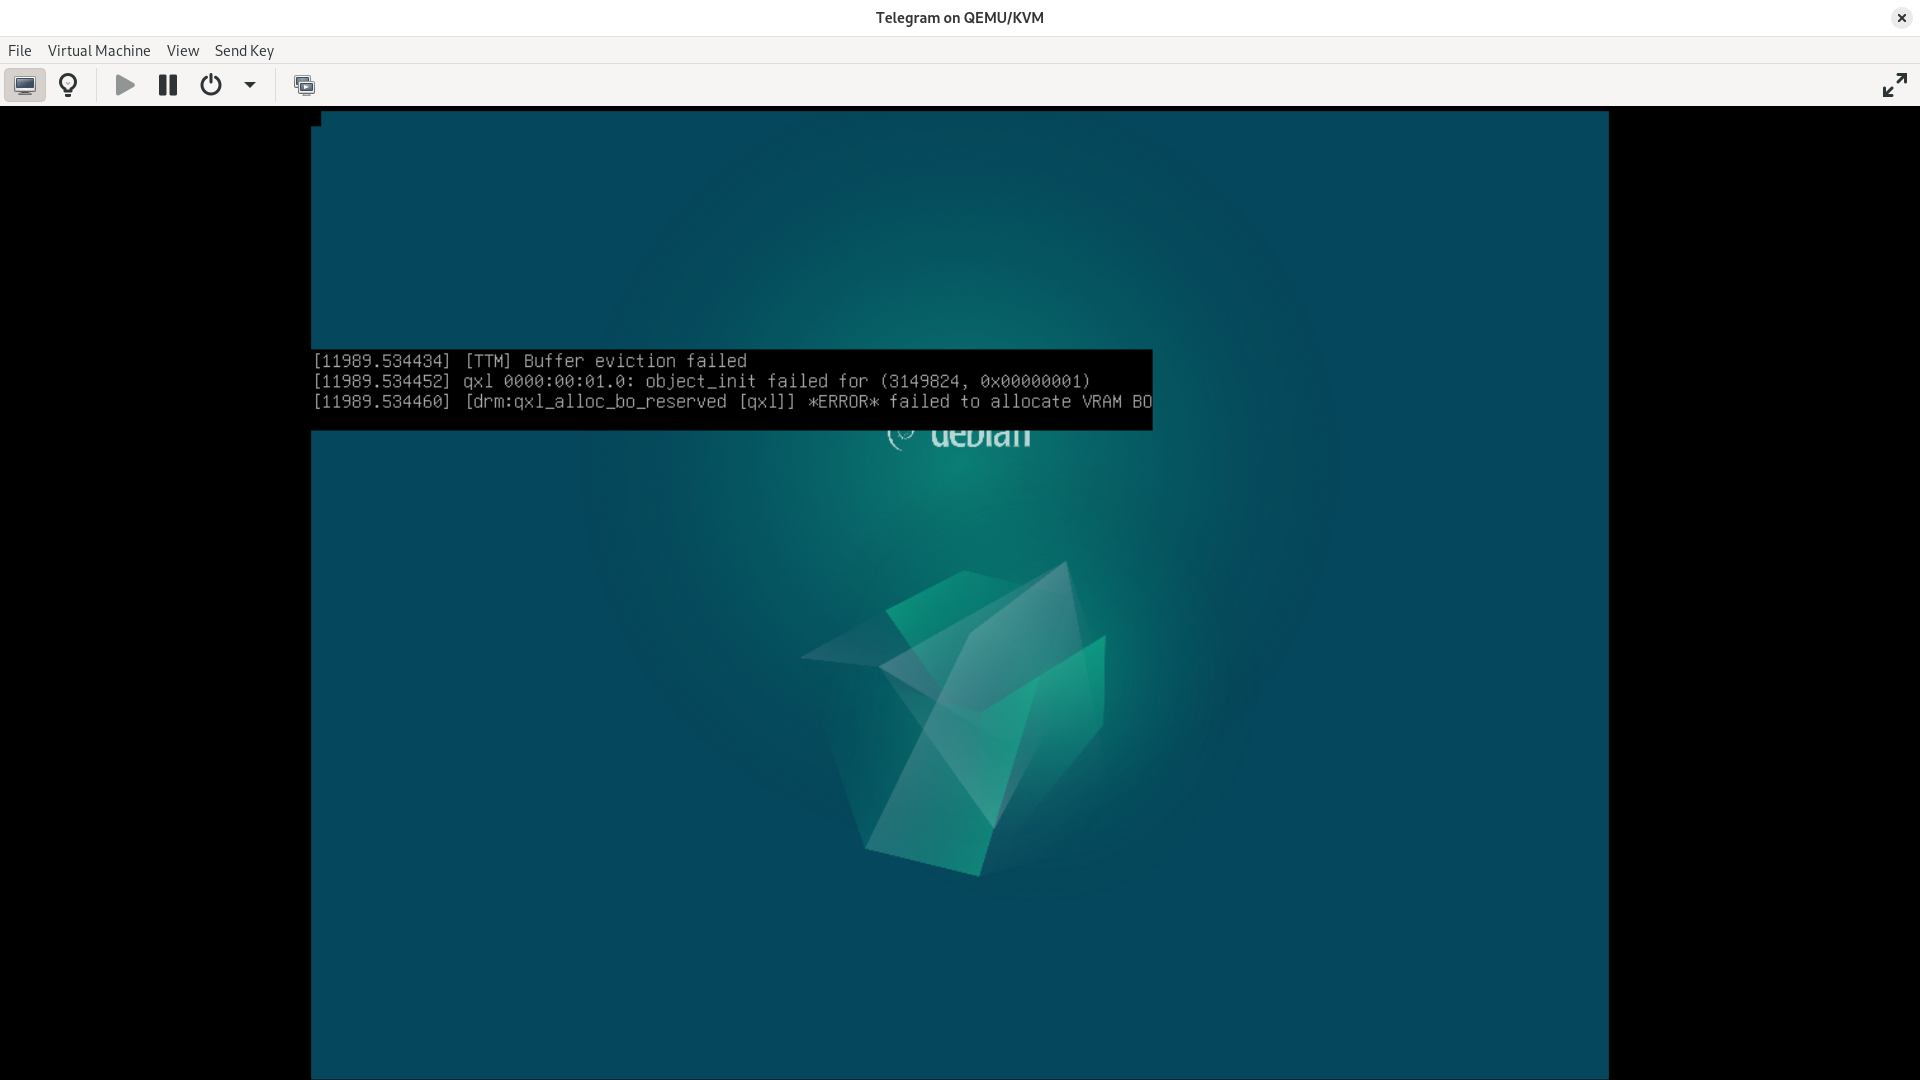 Telegram on QEMU/KVM
File Virtual Machine View Send Key
[11989.534434] [TTM] Buffer eviction failed
[11989.534452] qxl 0000:00:01.0: object_init failed for (3149824, 0x00000001)
[11989.534460] [drm:qxl_alloc_bo_reserved [qxl]] *ERROR* failed to allocate VRAM BO
debian